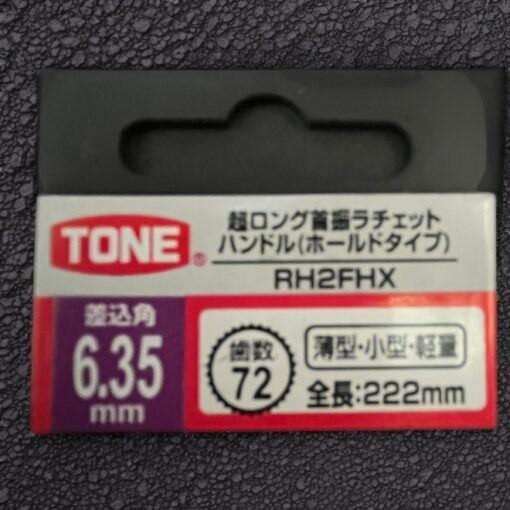 TONE®
超ロング首振ラチェット
ハンドル(ホールドタイプ)
RH2FHX
差込角
6.35
mm
歯数
72
薄型・小型・軽量
全長:222mm